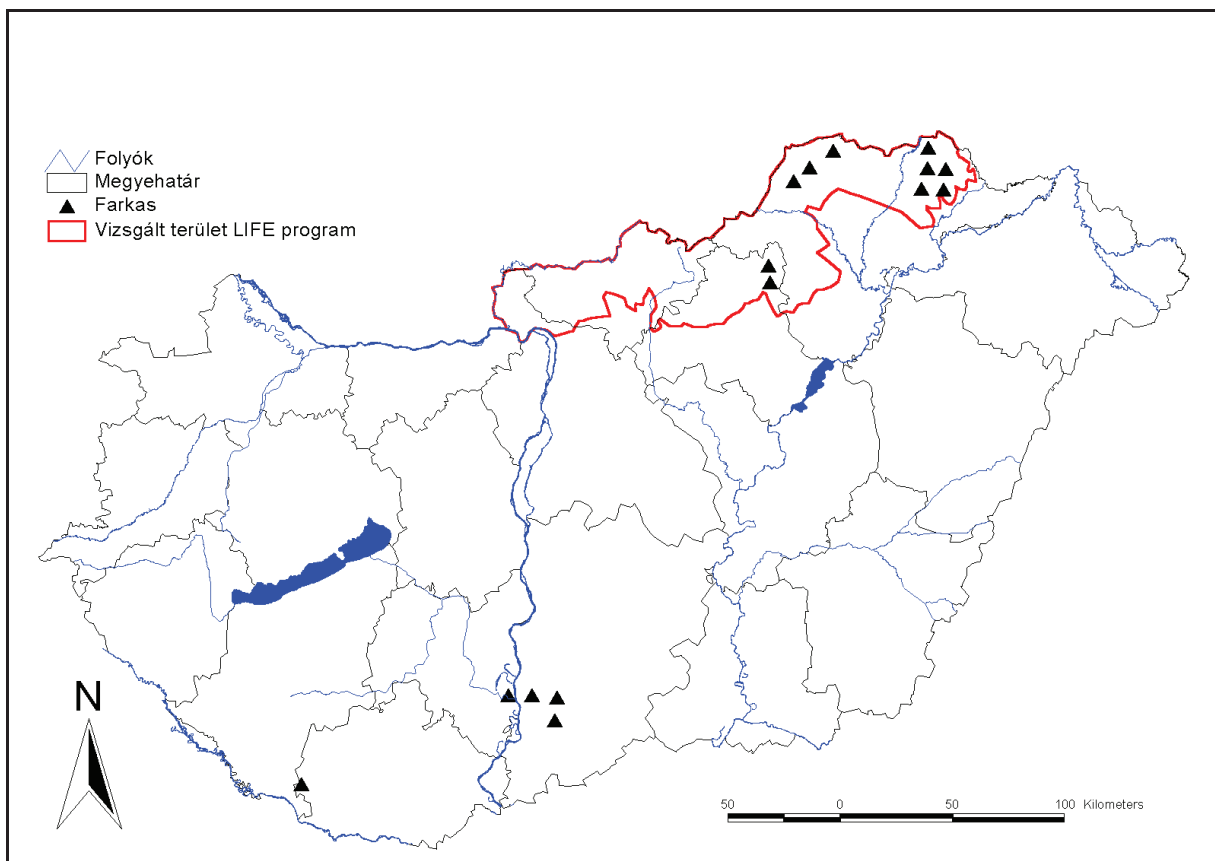 Folyók
Megyehatár
Farkas
Vizsgált terület LIFE program
N
50 0 50 100 Kilometers